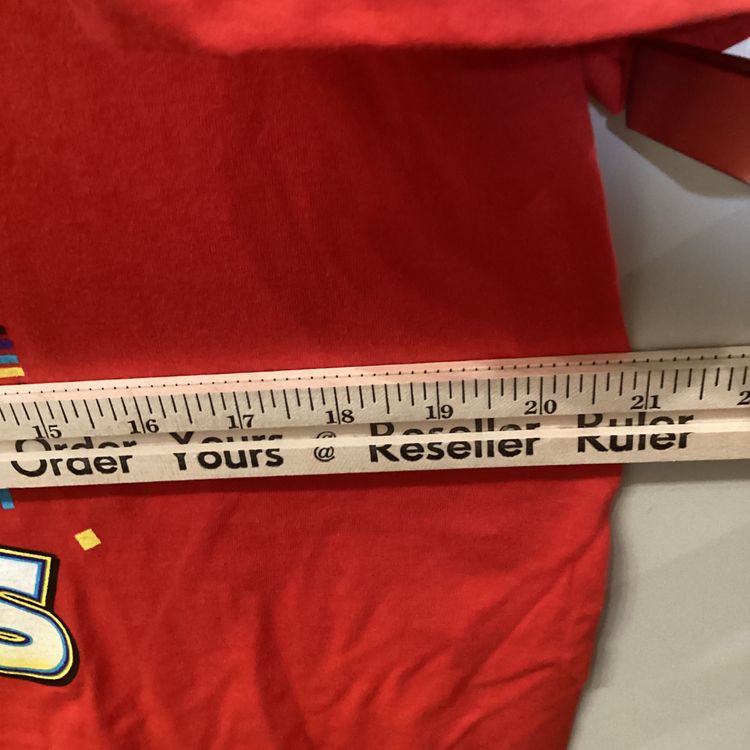 15 16 17 18 19 20 21
Order Yours @ Reseller Ruler
S